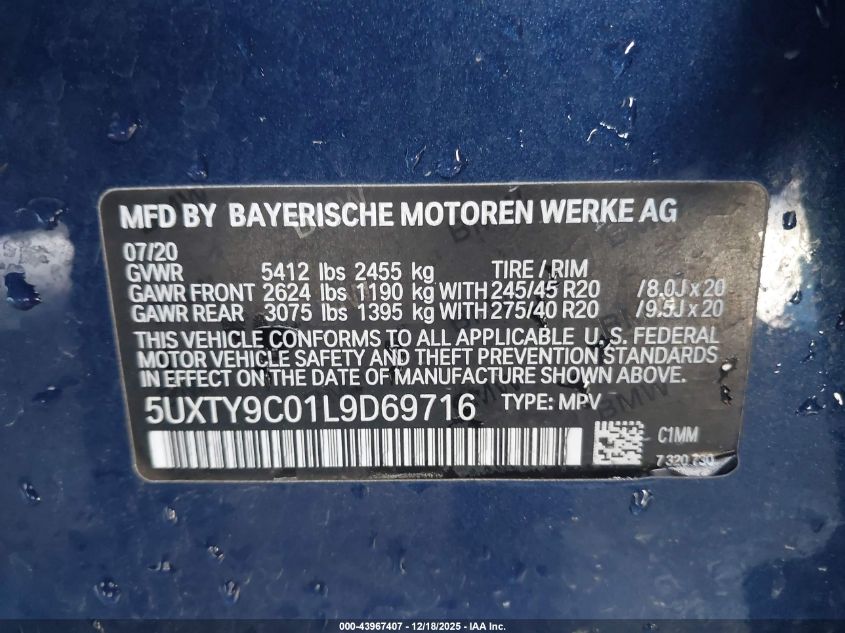 MFD BY BAYERISCHE MOTOREN WERKE AG
07/20
GVWR 5412 lbs 2455 kg TIRE / RIM
GAWR FRONT 2624 lbs 1190 kg WITH 245/45 R20 /8.0J x 20
GAWR REAR 3075 lbs 1395 kg WITH 275/40 R20 /9.5J x 20
THIS VEHICLE CONFORMS TO ALL APPLICABLE U.S. FEDERAL
MOTOR VEHICLE SAFETY AND THEFT PREVENTION STANDARDS
IN EFFECT ON THE DATE OF MANUFACTURE SHOWN ABOVE.
5UXTY9C01L9D69716 TYPE: MPV
C1MM
7 320 730
000-43967407 - 12/18/2025 - IAA Inc.